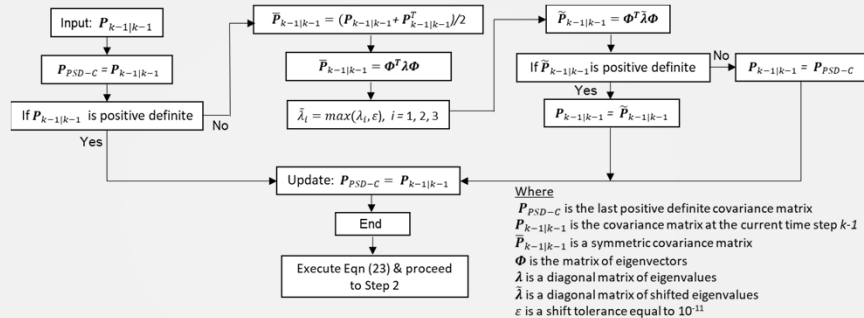 Input: P_{k-1|k-1}
P_{PSD-C} = P_{k-1|k-1}
If P_{k-1|k-1} is positive definite
No
Yes
P̅_{k-1|k-1} = (P_{k-1|k-1} + P^T_{k-1|k-1})/2
P̅_{k-1|k-1} = Φ^T λΦ
λ̃_i = max(λ_i, ε), i = 1, 2, 3
P̃_{k-1|k-1} = Φ^T λ̃Φ
If P̃_{k-1|k-1} is positive definite
No
Yes
P_{k-1|k-1} = P_{PSD-C}
P_{k-1|k-1} = P̃_{k-1|k-1}
Update: P_{PSD-C} = P_{k-1|k-1}
End
Execute Eqn (23) & proceed
to Step 2
Where
P_{PSD-C} is the last positive definite covariance matrix
P_{k-1|k-1} is the covariance matrix at the current time step k-1
P̅_{k-1|k-1} is a symmetric covariance matrix
Φ is the matrix of eigenvectors
λ is a diagonal matrix of eigenvalues
λ̃ is a diagonal matrix of shifted eigenvalues
ε is a shift tolerance equal to 10^{-11}